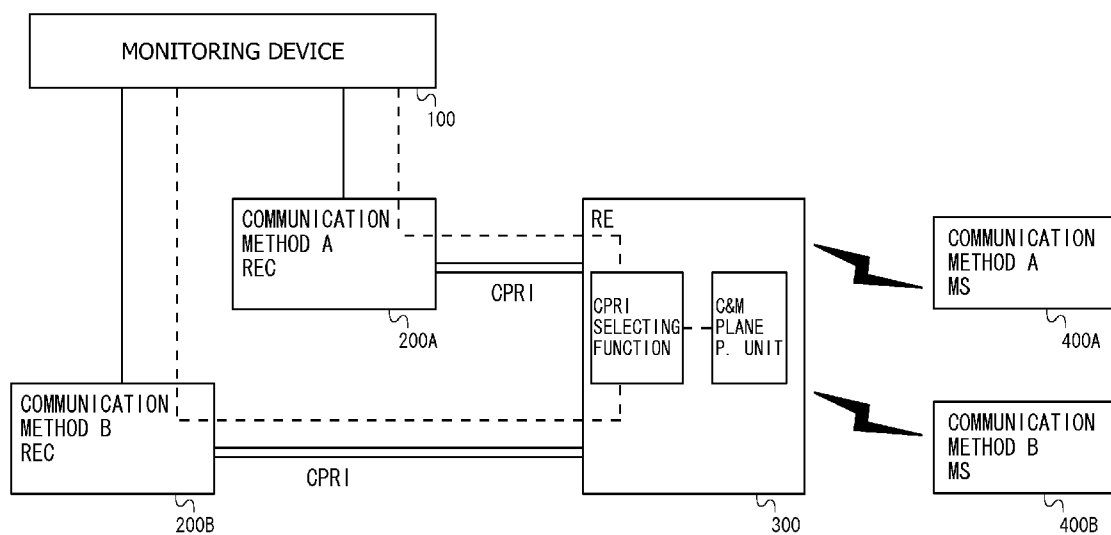 MONITORING DEVICE
100
COMMUNICATION
METHOD A
REC
200A
CPRI
RE
CPRI
SELECTING
FUNCTION
C&M
PLANE
P. UNIT
300
COMMUNICATION
METHOD A
MS
400A
COMMUNICATION
METHOD B
REC
200B
CPRI
COMMUNICATION
METHOD B
MS
400B